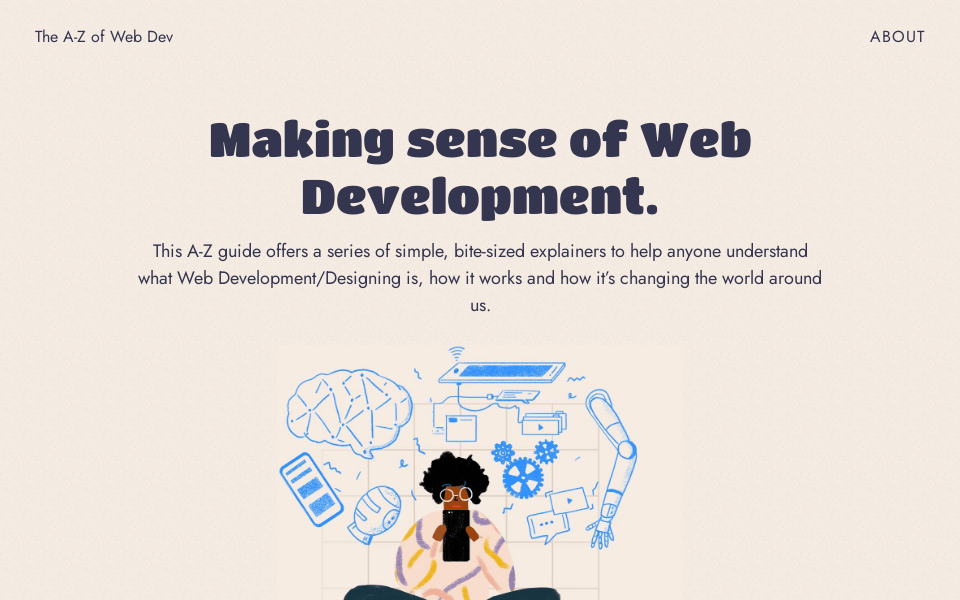 The A-Z of Web Dev
ABOUT
Making sense of Web
Development.
This A-Z guide offers a series of simple, bite-sized explainers to help anyone understand
what Web Development/Designing is, how it works and how it’s changing the world around
us.